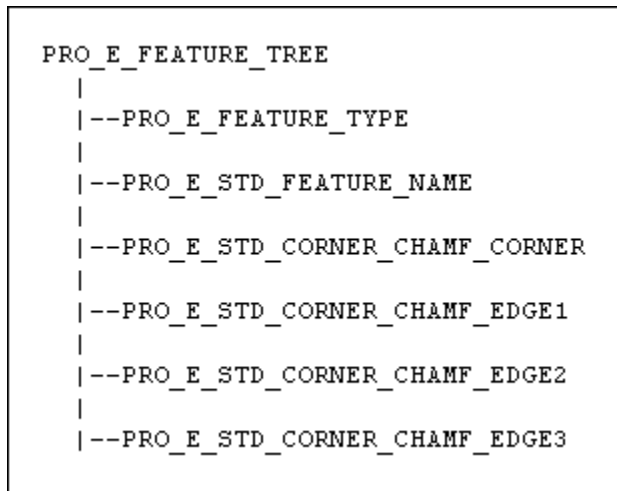 PRO_E_FEATURE_TREE
|
|--PRO_E_FEATURE_TYPE
|
|--PRO_E_STD_FEATURE_NAME
|
|--PRO_E_STD_CORNER_CHAMF_CORNER
|
|--PRO_E_STD_CORNER_CHAMF_EDGE1
|
|--PRO_E_STD_CORNER_CHAMF_EDGE2
|
|--PRO_E_STD_CORNER_CHAMF_EDGE3